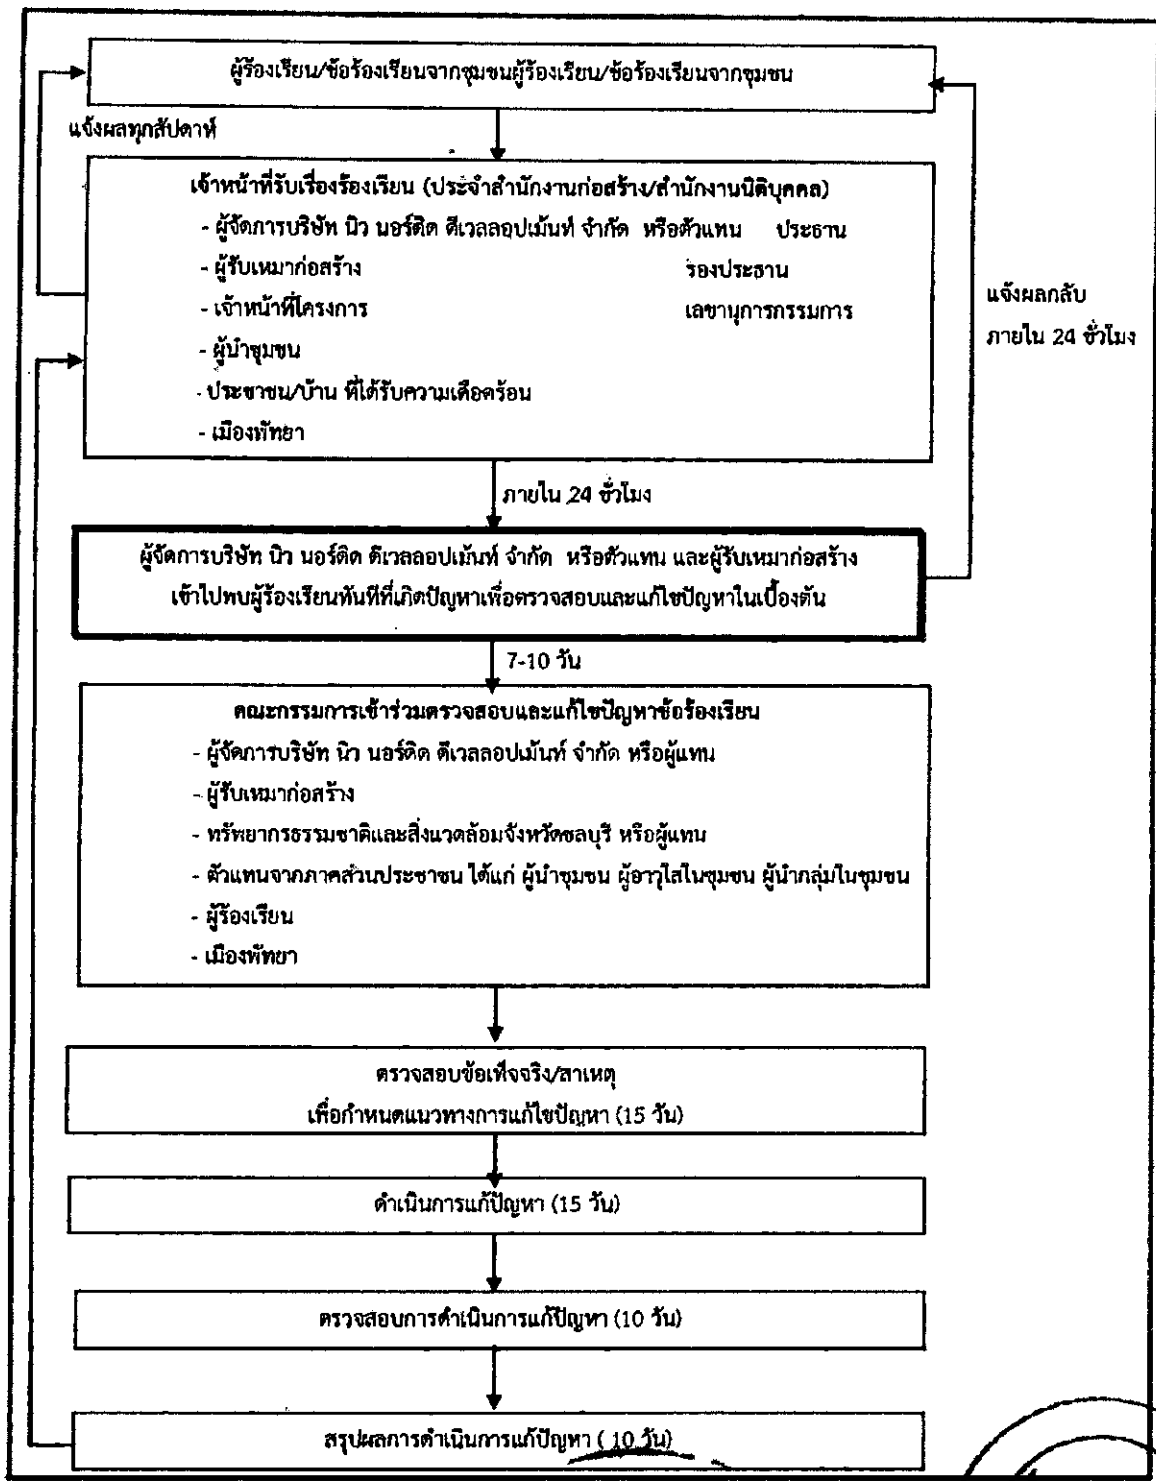 ผู้ร้องเรียน/ข้อร้องเรียนจากชุมชนผู้ร้องเรียน/ข้อร้องเรียนจากชุมชน
แจ้งผลทุกสัปดาห์
เจ้าหน้าที่รับเรื่องร้องเรียน (ประจำสำนักงานก่อสร้าง/สำนักงานนิติบุคคล)
- ผู้จัดการบริษัท นิว นอร์ดิค ดีเวลลอปเม้นท์ จำกัด หรือตัวแทน ประธาน
- ผู้รับเหมาก่อสร้าง รองประธาน
- เจ้าหน้าที่โครงการ เลขานุการกรรมการ
- ผู้นำชุมชน
- ประชาชน/บ้าน ที่ได้รับความเดือดร้อน
- เมืองพัทยา
แจ้งผลกลับ
ภายใน 24 ชั่วโมง
ภายใน 24 ชั่วโมง
ผู้จัดการบริษัท นิว นอร์ดิค ดีเวลลอปเม้นท์ จำกัด หรือตัวแทน และผู้รับเหมาก่อสร้าง
เข้าไปพบผู้ร้องเรียนทันทีที่เกิดปัญหาเพื่อตรวจสอบและแก้ไขปัญหาในเบื้องต้น
7-10 วัน
คณะกรรมการเข้าร่วมตรวจสอบและแก้ไขปัญหาข้อร้องเรียน
- ผู้จัดการบริษัท นิว นอร์ดิค ดีเวลลอปเม้นท์ จำกัด หรือผู้แทน
- ผู้รับเหมาก่อสร้าง
- ทรัพยากรธรรมชาติและสิ่งแวดล้อมจังหวัดชลบุรี หรือผู้แทน
- ตัวแทนจากภาคส่วนประชาชน ได้แก่ ผู้นำชุมชน ผู้อาวุโสในชุมชน ผู้นำกลุ่มในชุมชน
- ผู้ร้องเรียน
- เมืองพัทยา
ตรวจสอบข้อเท็จจริง/สาเหตุ
เพื่อกำหนดแนวทางการแก้ไขปัญหา (15 วัน)
ดำเนินการแก้ปัญหา (15 วัน)
ตรวจสอบการดำเนินการแก้ปัญหา (10 วัน)
สรุปผลการดำเนินการแก้ปัญหา ( 10 วัน)